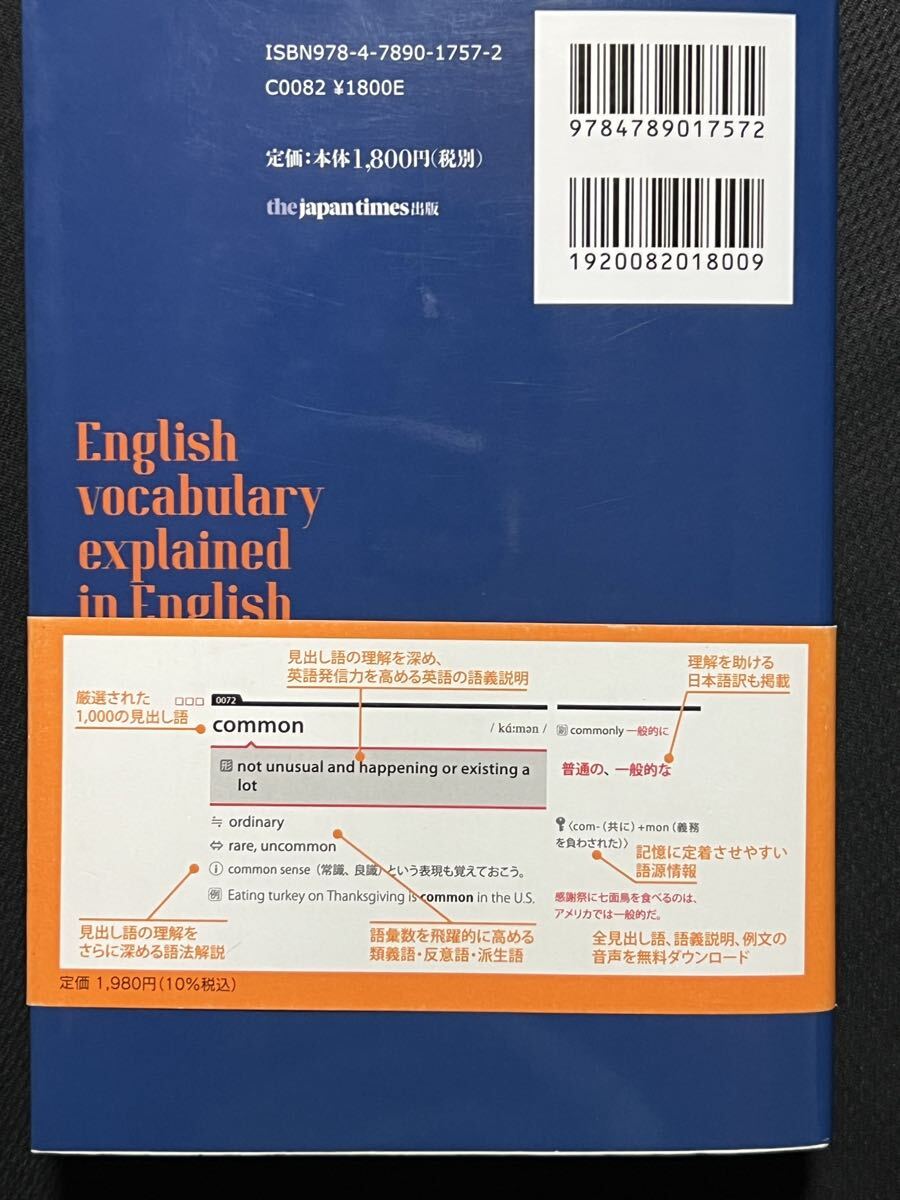 ISBN978-4-7890-1757-2
C0082 ¥1800E
定価:本体1,800円(税別)
the japan times出版
9784789017572
1920082018009
English
vocabulary
explained
in English
見出し語の理解を深め、
英語発信力を高める英語の語義説明
理解を助ける
日本語訳も掲載
厳選された
1,000の見出し語
□□□ 0072
common /kάːmən/
副 commonly 一般的に
形 not unusual and happening or existing a
lot
普通の、一般的な
≒ ordinary
⇔ rare, uncommon
ⓘ common sense(常識、良識)という表現も覚えておこう。
例 Eating turkey on Thanksgiving is common in the U.S.
〈com-(共に)+mon(義務
を負わされた)〉
記憶に定着させやすい
語源情報
感謝祭に七面鳥を食べるのは、
アメリカでは一般的だ。
見出し語の理解を
さらに深める語法解説
語彙数を飛躍的に高める
類義語・反意語・派生語
全見出し語、語義説明、例文の
音声を無料ダウンロード
定価 1,980円(10%税込)